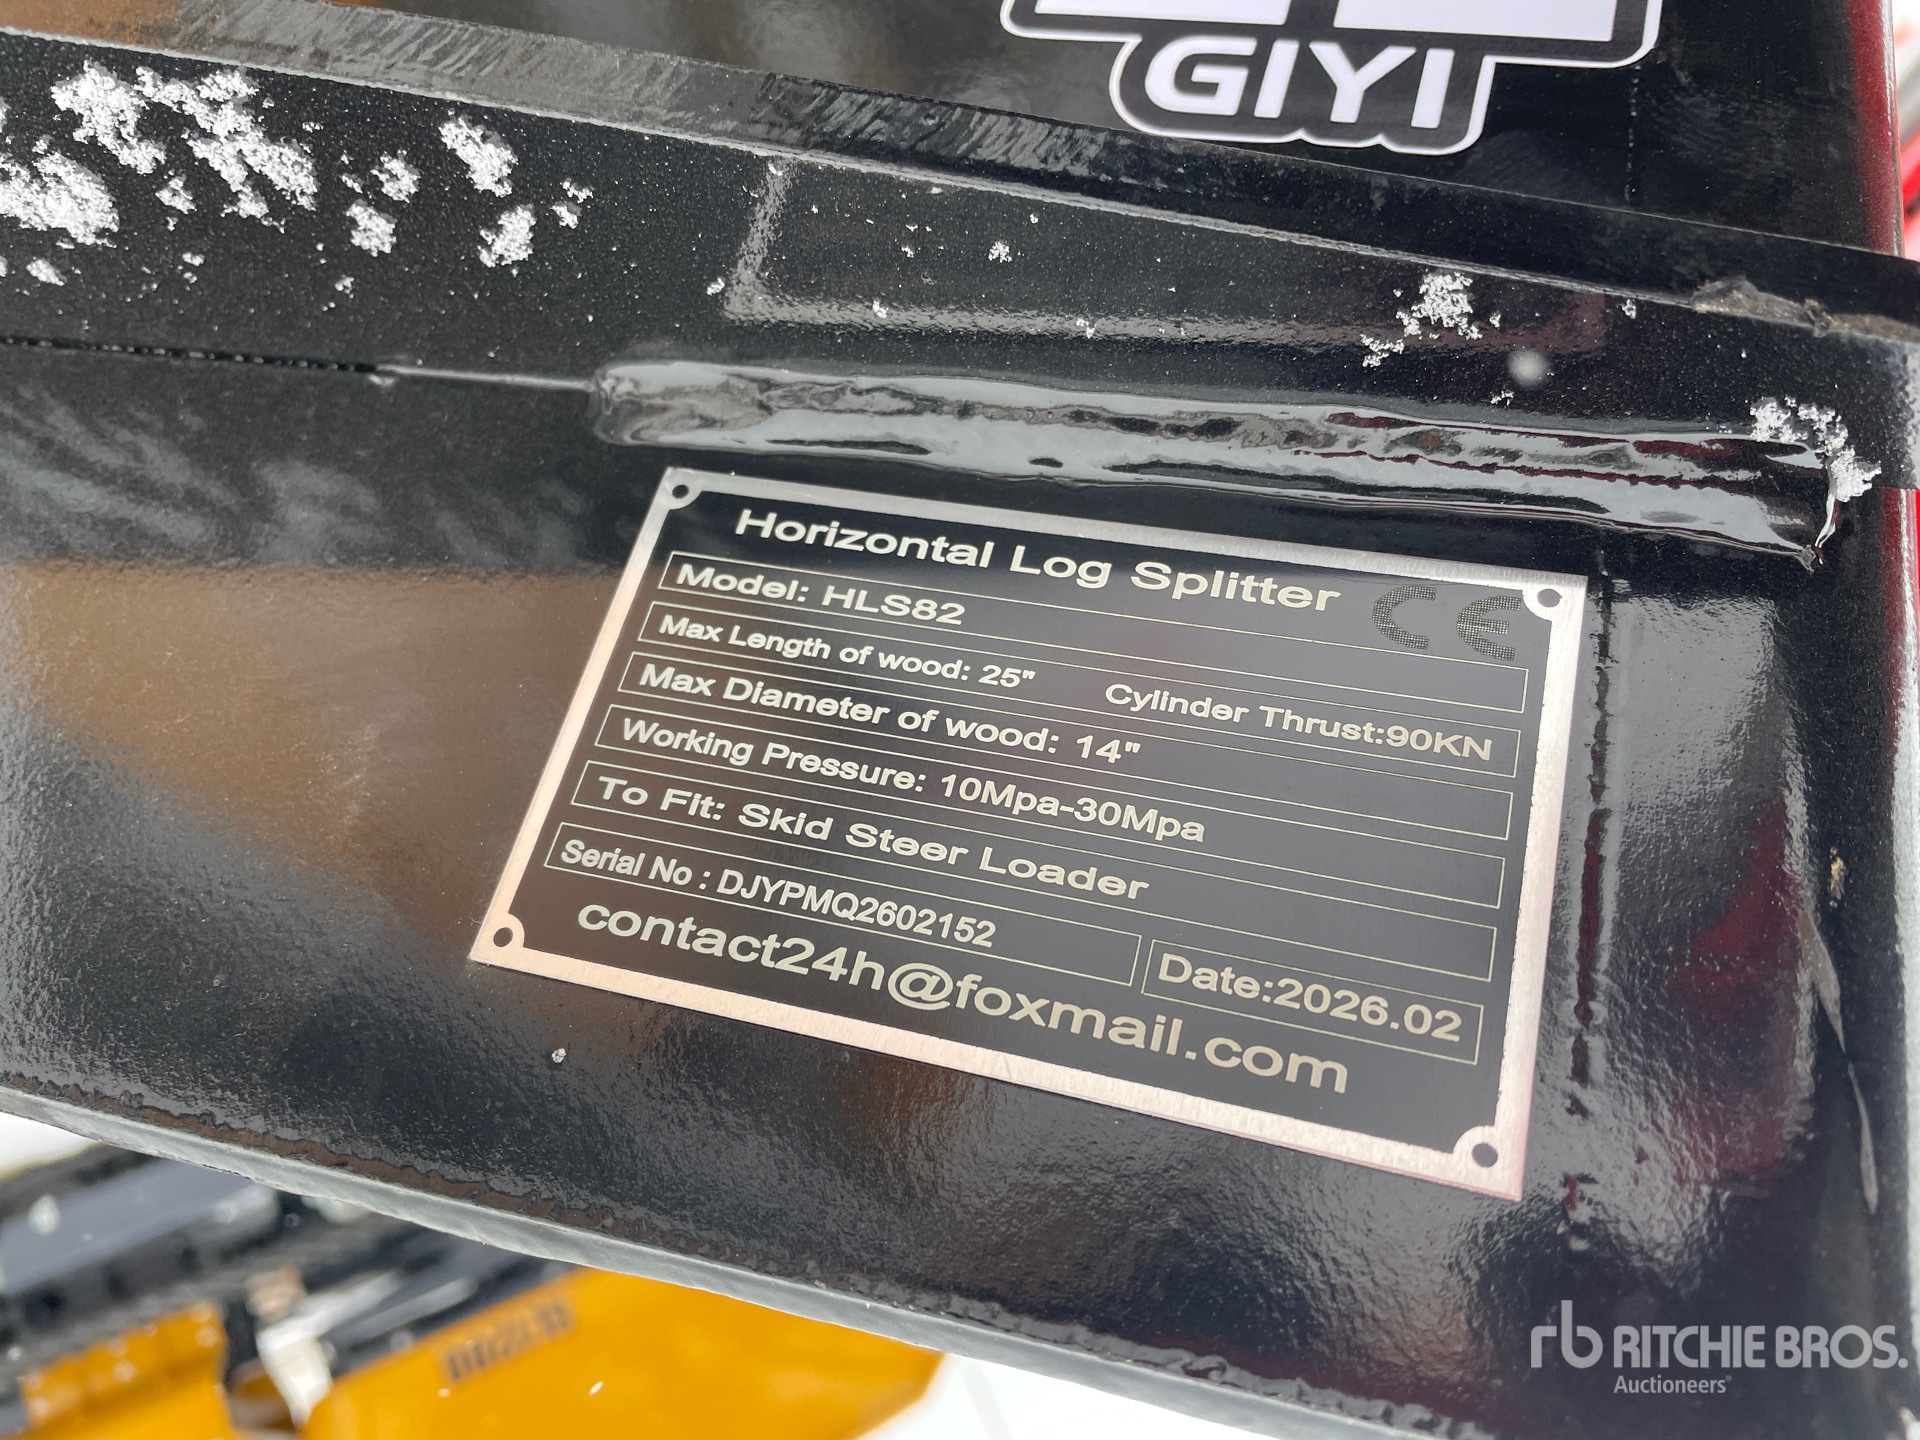 GIYI
Horizontal Log Splitter
CE
Model: HLS82
Max Length of wood: 25" Cylinder Thrust:90KN
Max Diameter of wood: 14"
Working Pressure: 10Mpa-30Mpa
To Fit: Skid Steer Loader
Serial No : DJYPMQ2602152
Date:2026.02
contact24h@foxmail.com
rb RITCHIE BROS.
Auctioneers